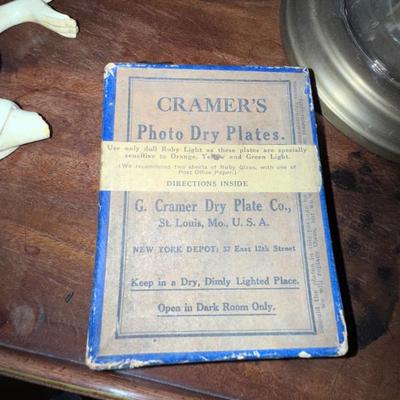 CRAMER'S
Photo Dry Plates.
Use only dull Ruby Light as these plates are specially
sensitive to Orange, Yellow and Green Light.
(We recommend two sheets of Ruby Glass, with one of
Post Office Paper.)
DIRECTIONS INSIDE
G. Cramer Dry Plate Co.,
St. Louis, Mo., U. S. A.
NEW YORK DEPOT: 37 East 12th Street
Keep in a Dry, Dimly Lighted Place.
Open in Dark Room Only.